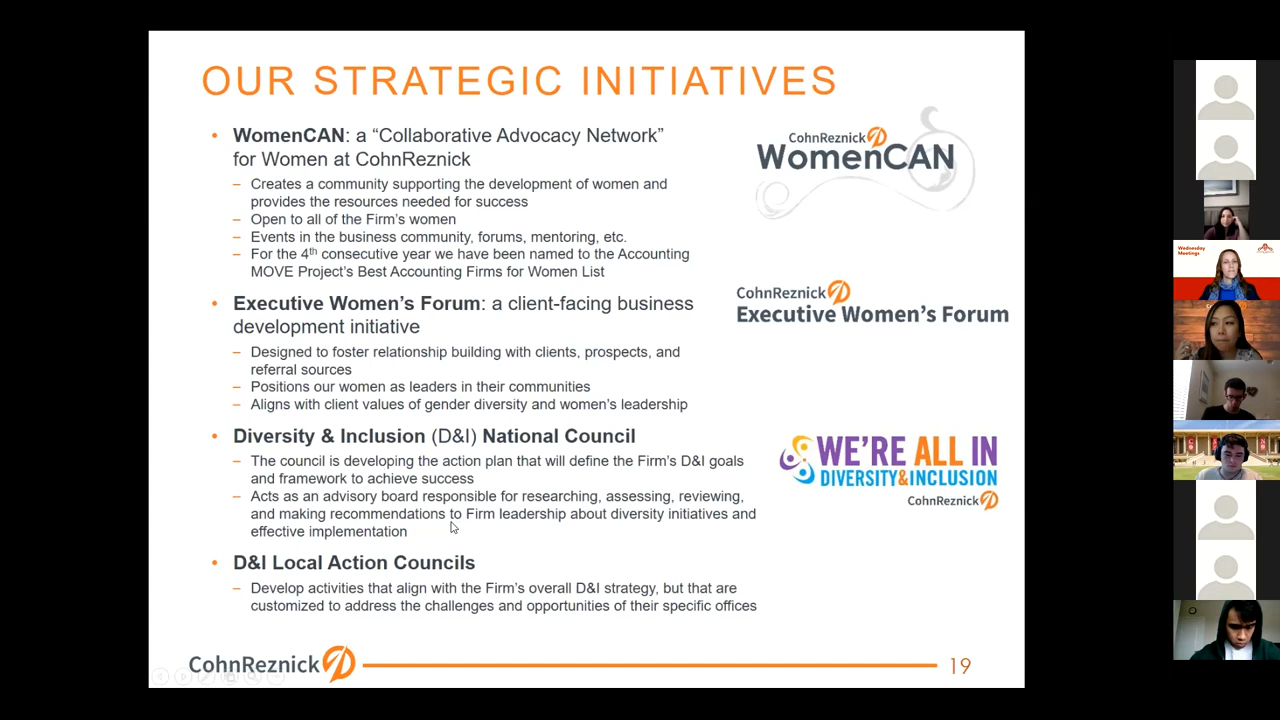 OUR STRATEGIC INITIATIVES
• WomenCAN: a “Collaborative Advocacy Network”
for Women at CohnReznick
– Creates a community supporting the development of women and
provides the resources needed for success
– Open to all of the Firm’s women
– Events in the business community, forums, mentoring, etc.
– For the 4th consecutive year we have been named to the Accounting
MOVE Project’s Best Accounting Firms for Women List
• Executive Women’s Forum: a client-facing business
development initiative
– Designed to foster relationship building with clients, prospects, and
referral sources
– Positions our women as leaders in their communities
– Aligns with client values of gender diversity and women’s leadership
• Diversity & Inclusion (D&I) National Council
– The council is developing the action plan that will define the Firm’s D&I goals
and framework to achieve success
– Acts as an advisory board responsible for researching, assessing, reviewing,
and making recommendations to Firm leadership about diversity initiatives and
effective implementation
• D&I Local Action Councils
– Develop activities that align with the Firm’s overall D&I strategy, but that are
customized to address the challenges and opportunities of their specific offices
CohnReznick
WomenCAN
CohnReznick
Executive Women’s Forum
WE’RE ALL IN
DIVERSITY&INCLUSION
CohnReznick
CohnReznick
19
Wednesday
Meetings